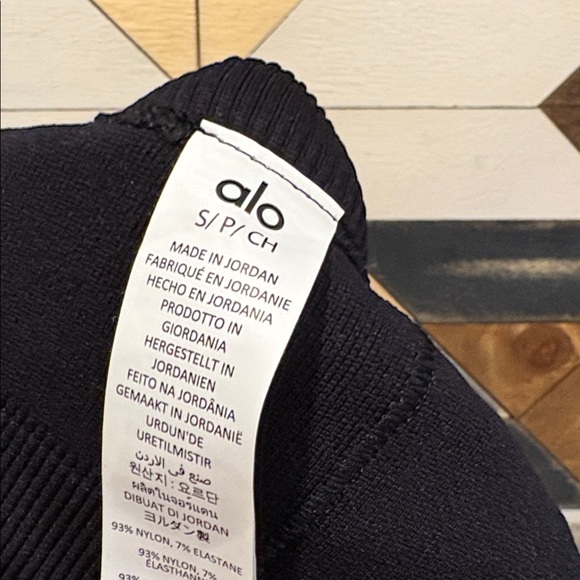 alo
S/P/CH
MADE IN JORDAN
FABRIQUÉ EN JORDANIE
HECHO EN JORDANIA
PRODOTTO IN
GIORDANIA
HERGESTELLT IN
JORDANIEN
FEITO NA JORDÂNIA
GEMAAKT IN JORDANIË
URDUN'DE
URETILMISTIR
صنع في الاردن
원산지 : 요르단
ผลิตในจอร์แดน
DIBUAT DI JORDAN
ヨルダン製
93% NYLON, 7% ELASTANE
93% NYLON, 7%
ÉLASTHANNE
93%